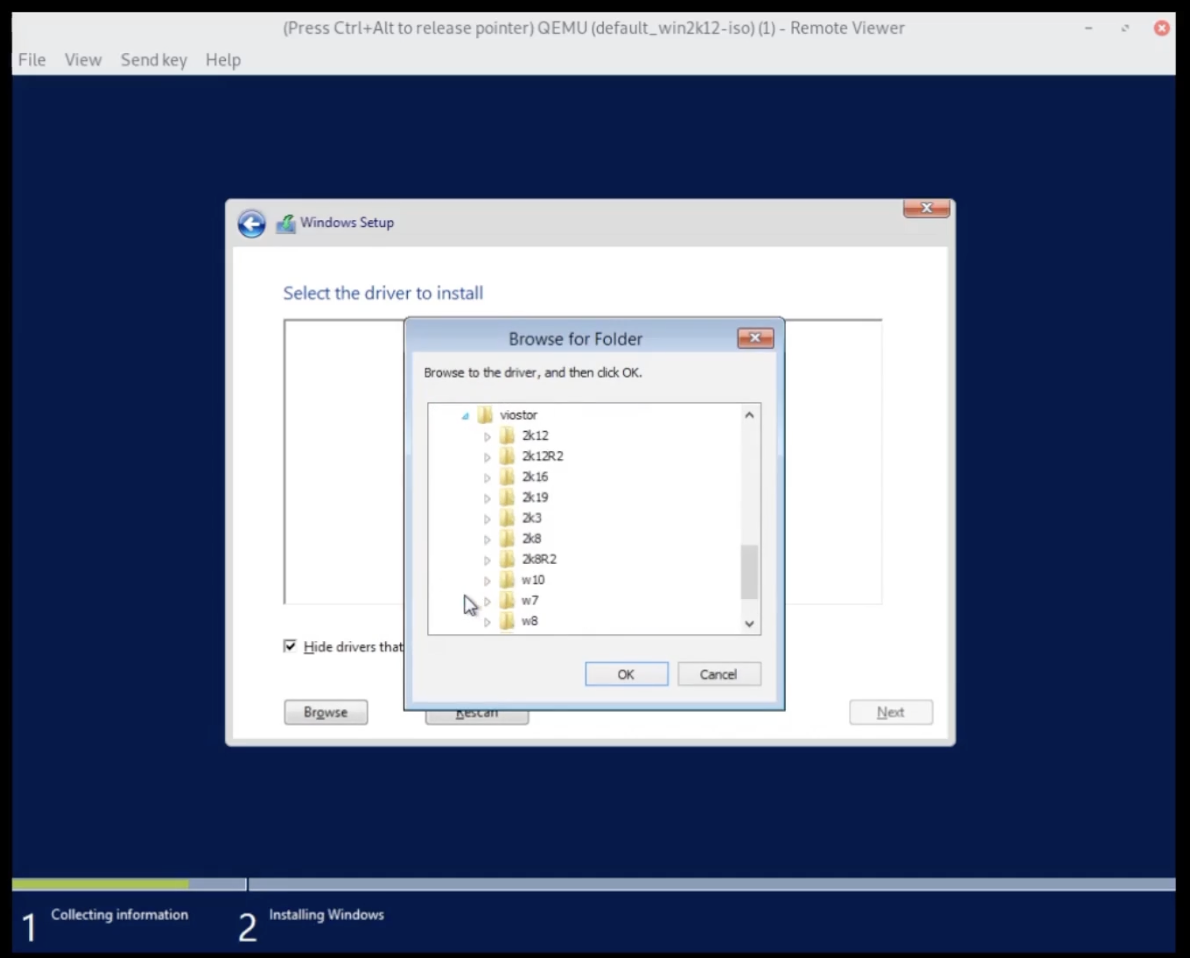 (Press Ctrl+Alt to release pointer) QEMU (default_win2k12-iso) (1) - Remote Viewer
File View Send key Help
Windows Setup
Select the driver to install
Browse for Folder
Browse to the driver, and then click OK.
viostor
2k12
2k12R2
2k16
2k19
2k3
2k8
2k8R2
w10
w7
w8
Hide drivers that
OK Cancel
Browse Rescan Next
1 Collecting information 2 Installing Windows